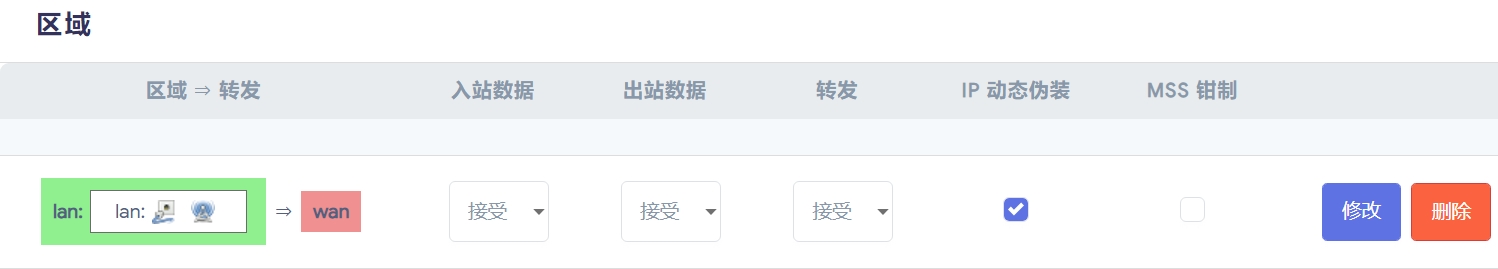 区域
区域 ⇒ 转发 入站数据 出站数据 转发 IP 动态伪装 MSS 钳制
lan: lan: ⇒ wan 接受 接受 接受 修改 删除